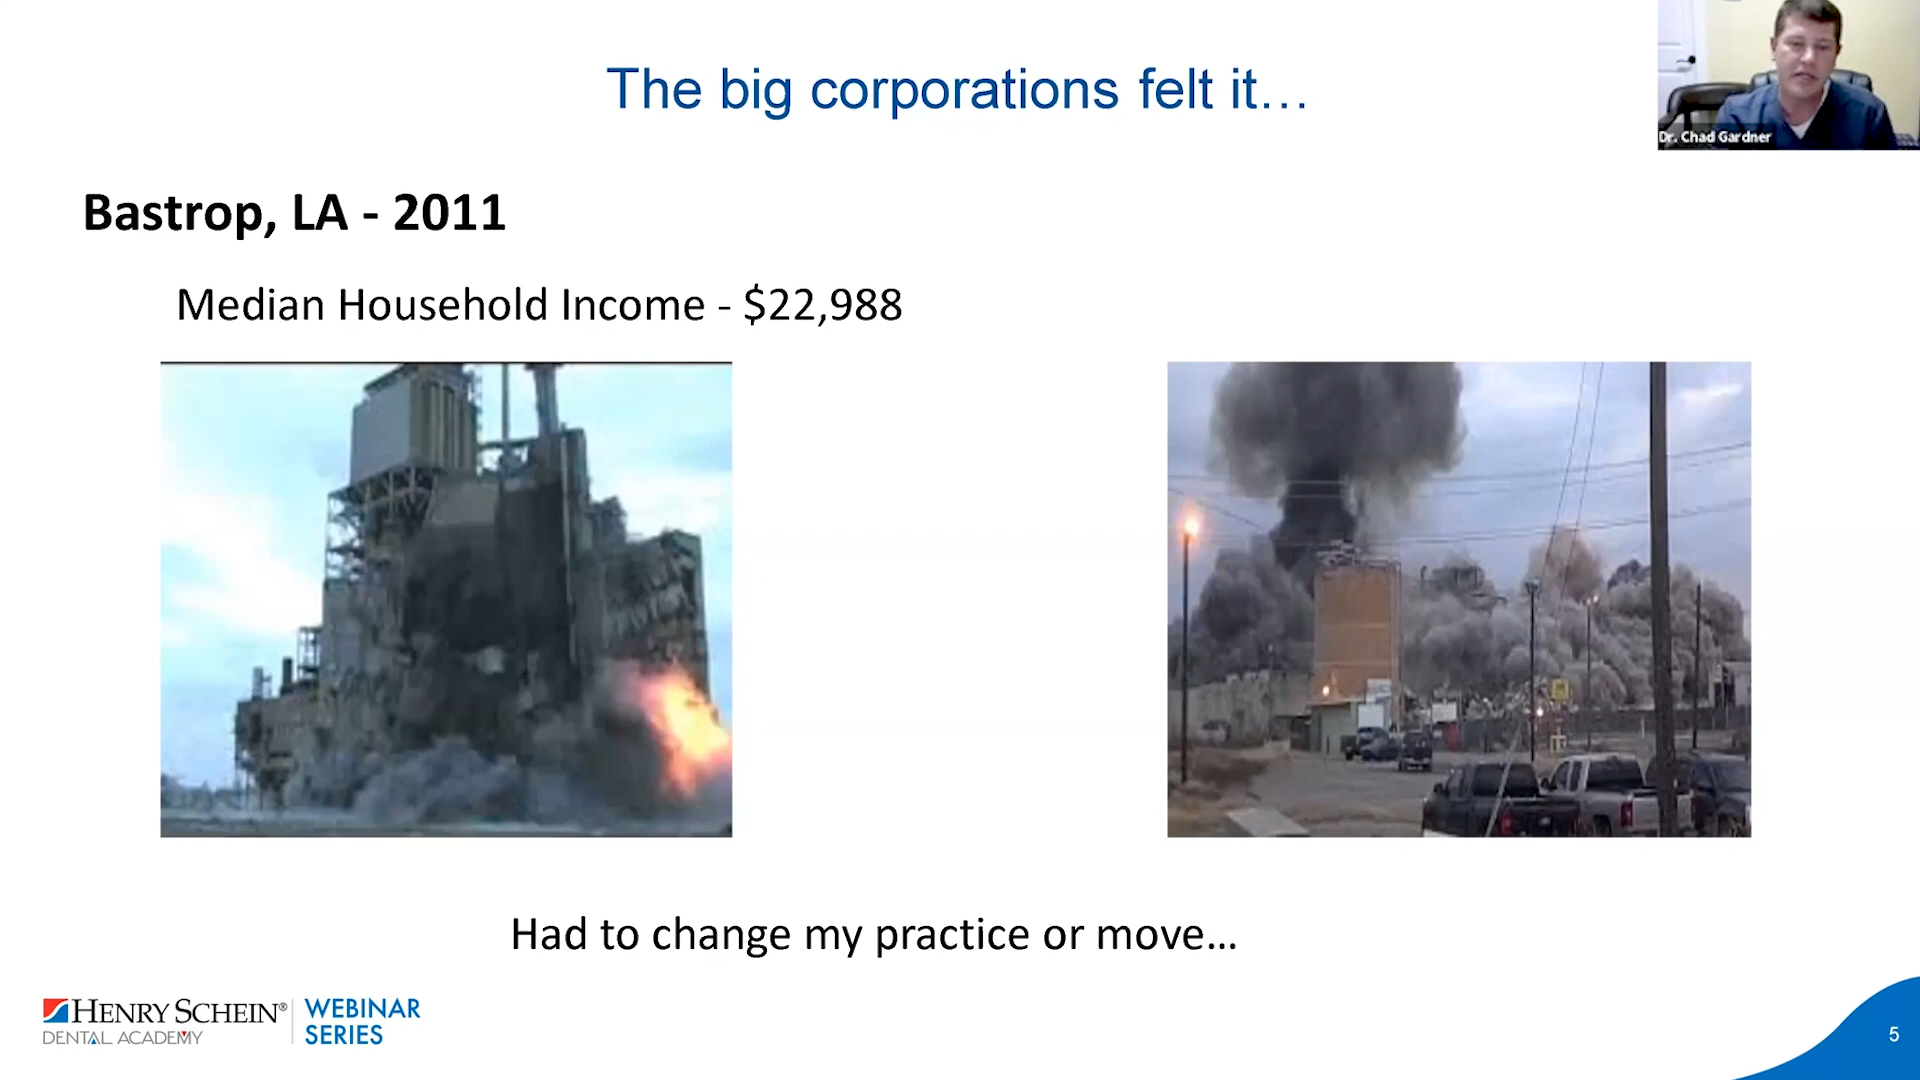 The big corporations felt it…
Dr. Chad Gardner
Bastrop, LA - 2011
Median Household Income - $22,988
Had to change my practice or move…
HENRY SCHEIN®
DENTAL ACADEMY
WEBINAR
SERIES
5